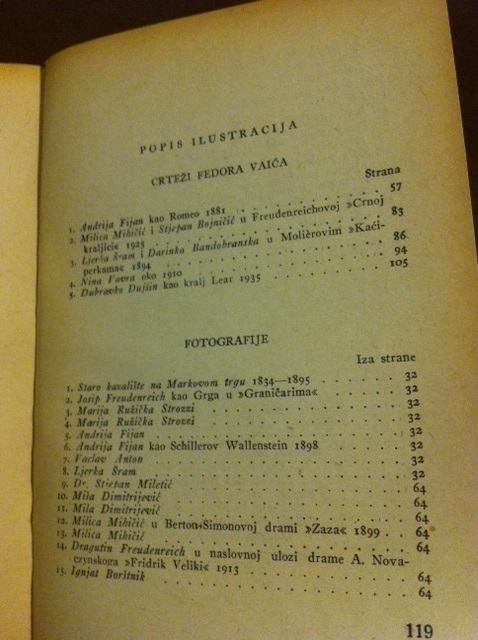 POPIS ILUSTRACIJA
CRTEŽI FEDORA VAIĆA
Strana
1. Andrija Fijan kao Romeo 1881 . . . . . . . . . . 57
2. Milica Mihičić i Stjepan Bojničić u Freudenreichovoj »Crnoj
kraljici« 1925 . . . . . . . . . . 83
3. Ljerka Šram i Darinka Bandobranska u Molièrovim »Kaći-
perkama« 1894 . . . . . . . . . . 86
4. Nina Vavra oko 1910 . . . . . . . . . . 94
5. Dubravko Dujšin kao kralj Lear 1935 . . . . . . . . . . 105
FOTOGRAFIJE
Iza strane
1. Staro kazalište na Markovom trgu 1834—1895 . . . . . . 32
2. Josip Freudenreich kao Grga u »Graničarima« . . . . . . 32
3. Marija Ružička Strozzi . . . . . . . . . . 32
4. Marija Ružička Strozzi . . . . . . . . . . 32
5. Andrija Fijan . . . . . . . . . . 32
6. Andrija Fijan kao Schillerov Wallenstein 1898 . . . . . . 32
7. Vaclav Anton . . . . . . . . . . 32
8. Ljerka Šram . . . . . . . . . . 32
9. Dr. Stjepan Miletić . . . . . . . . . . 64
10. Mila Dimitrijević . . . . . . . . . . 64
11. Mila Dimitrijević . . . . . . . . . . 64
12. Milica Mihičić u Berton-Simonovoj drami »Zaza« 1899 . . 64
13. Milica Mihičić . . . . . . . . . . 64
14. Dragutin Freudenreich u naslovnoj ulozi drame A. Nova-
czynskoga »Fridrik Veliki« 1913 . . . . . . . . . . 64
15. Ignjat Borštnik . . . . . . . . . . 64
119